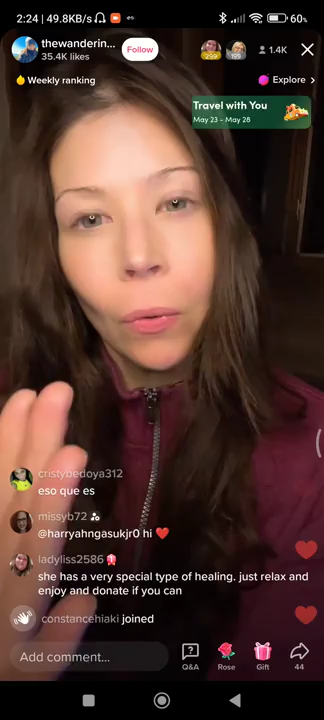 2:24 | 49.8KB/s
60%
thewanderin...
35.4K likes
Follow
299
199
1.4K
Weekly ranking
Explore >
Travel with You
May 23 – May 28
cristybedoya312
eso que es
missyb72
@harryahngasukjr0 hi ❤️
ladyliss2586
she has a very special type of healing. just relax and
enjoy and donate if you can
constancehiaki joined
Add comment...
Q&A
Rose
Gift
44